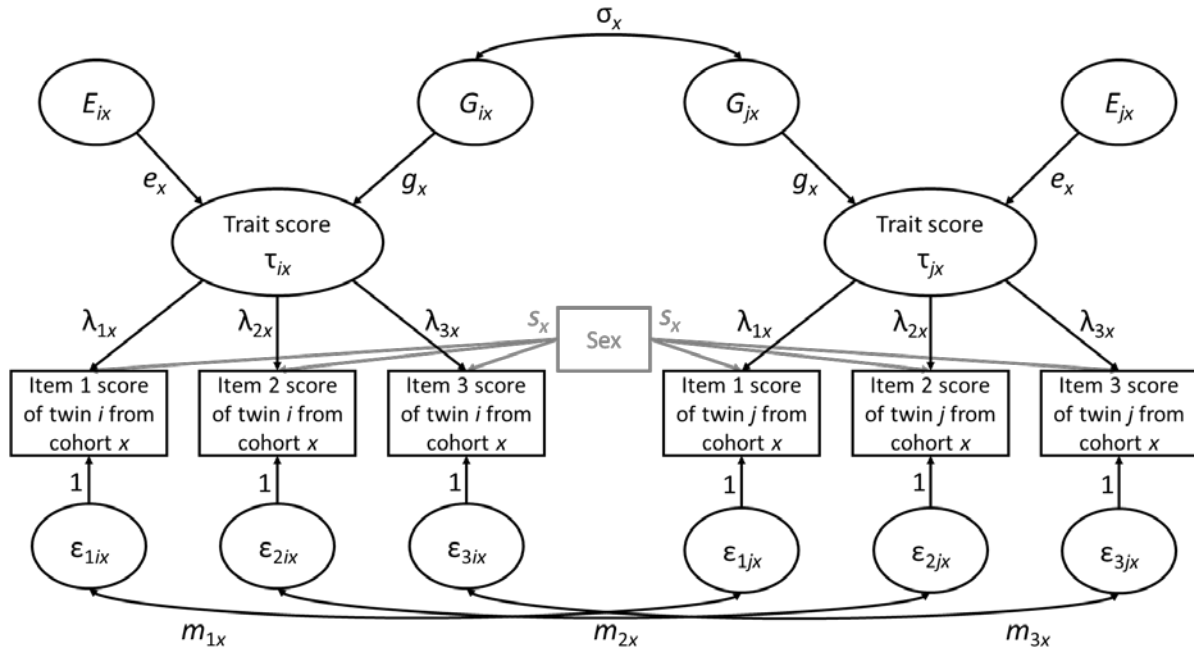 σx
Eix
Gix
Gjx
Ejx
ex
gx
gx
ex
Trait score
τix
Trait score
τjx
λ1x
λ2x
λ3x
sx
Sex
sx
λ1x
λ2x
λ3x
Item 1 score
of twin i from
cohort x
Item 2 score
of twin i from
cohort x
Item 3 score
of twin i from
cohort x
Item 1 score
of twin j from
cohort x
Item 2 score
of twin j from
cohort x
Item 3 score
of twin j from
cohort x
1
1
1
1
1
1
ε1ix
ε2ix
ε3ix
ε1jx
ε2jx
ε3jx
m1x
m2x
m3x